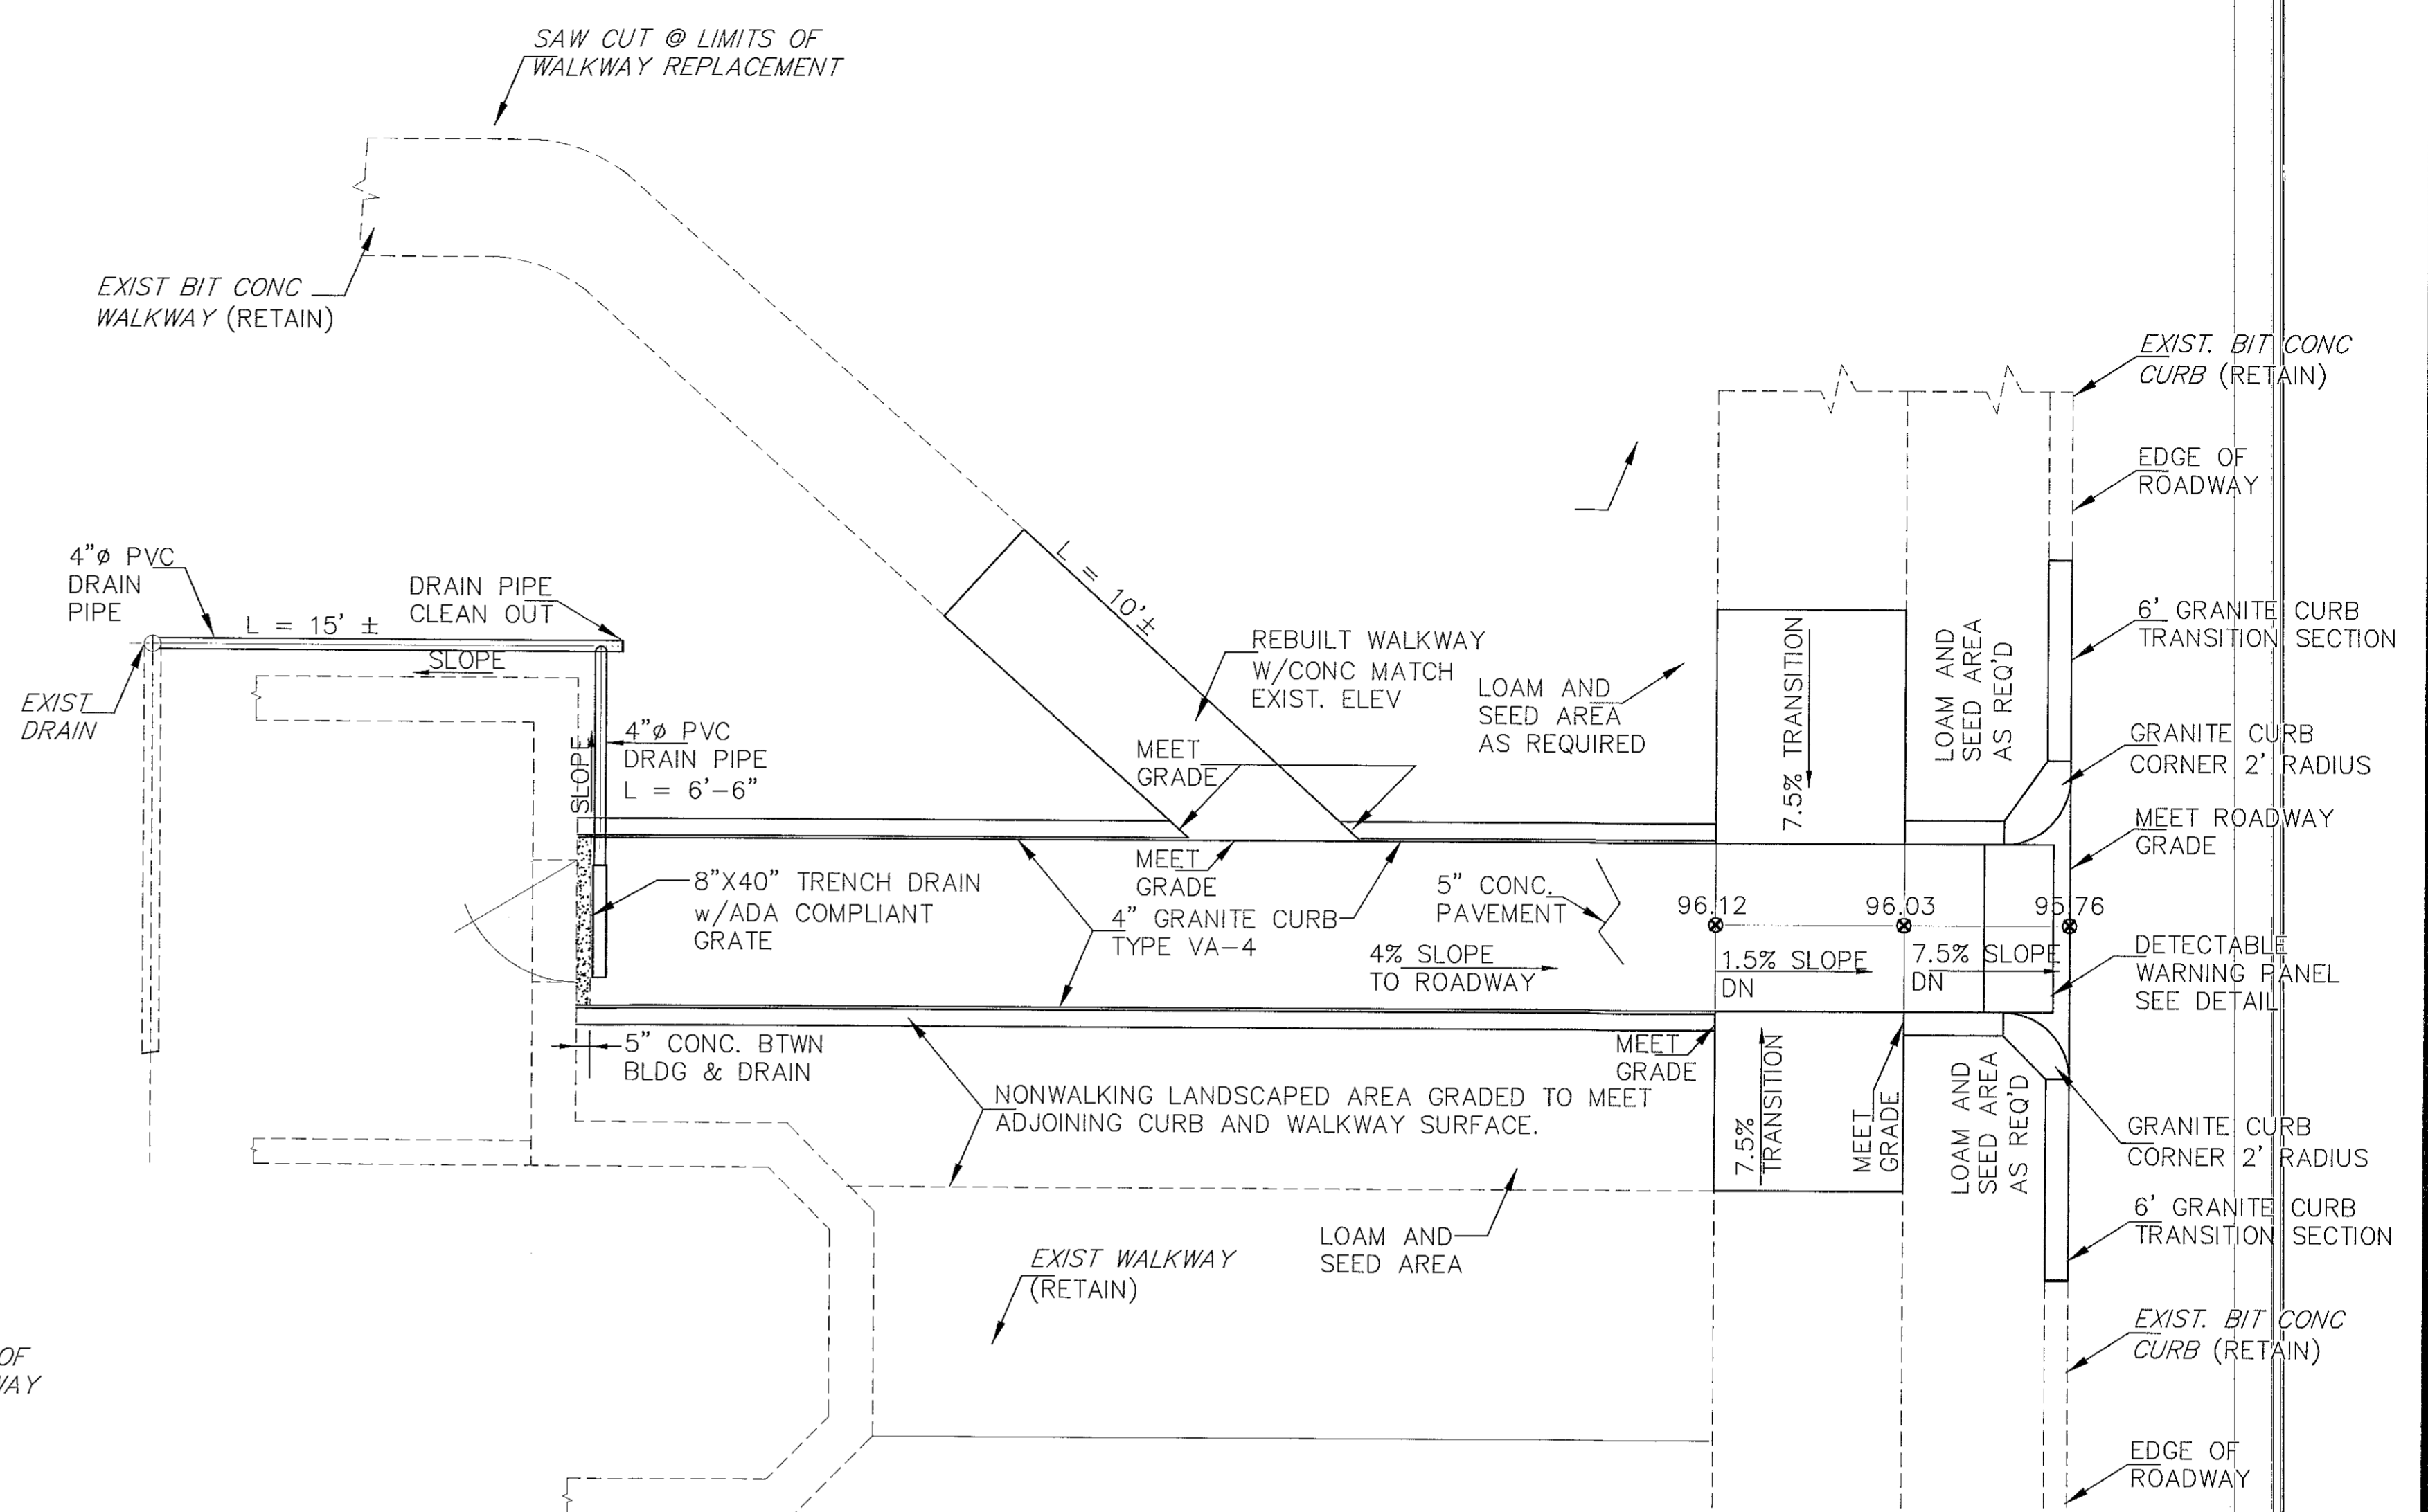 SAW CUT @ LIMITS OF
WALKWAY REPLACEMENT
EXIST BIT CONC
WALKWAY (RETAIN)
EXIST. BIT CONC
CURB (RETAIN)
EDGE OF
ROADWAY
4"ø PVC
DRAIN
PIPE
L = 15' ±
DRAIN PIPE
CLEAN OUT
SLOPE
EXIST
DRAIN
SLOPE
4"ø PVC
DRAIN PIPE
L = 6'-6"
L = 10'±
REBUILT WALKWAY
W/CONC MATCH
EXIST. ELEV
MEET
GRADE
LOAM AND
SEED AREA
AS REQUIRED
7.5% TRANSITION
LOAM AND
SEED AREA
AS REQ'D
6' GRANITE CURB
TRANSITION SECTION
GRANITE CURB
CORNER 2' RADIUS
MEET ROADWAY
GRADE
8"X40" TRENCH DRAIN
w/ADA COMPLIANT
GRATE
MEET
GRADE
4" GRANITE CURB
TYPE VA-4
5" CONC.
PAVEMENT
4% SLOPE
TO ROADWAY
96.12
96.03
95.76
1.5% SLOPE
DN
7.5% SLOPE
DN
DETECTABLE
WARNING PANEL
SEE DETAIL
5" CONC. BTWN
BLDG & DRAIN
NONWALKING LANDSCAPED AREA GRADED TO MEET
ADJOINING CURB AND WALKWAY SURFACE.
MEET
GRADE
7.5%
TRANSITION
MEET
GRADE
LOAM AND
SEED AREA
AS REQ'D
GRANITE CURB
CORNER 2' RADIUS
6' GRANITE CURB
TRANSITION SECTION
LOAM AND
SEED AREA
EXIST WALKWAY
(RETAIN)
EXIST. BIT CONC
CURB (RETAIN)
OF
WAY
EDGE OF
ROADWAY